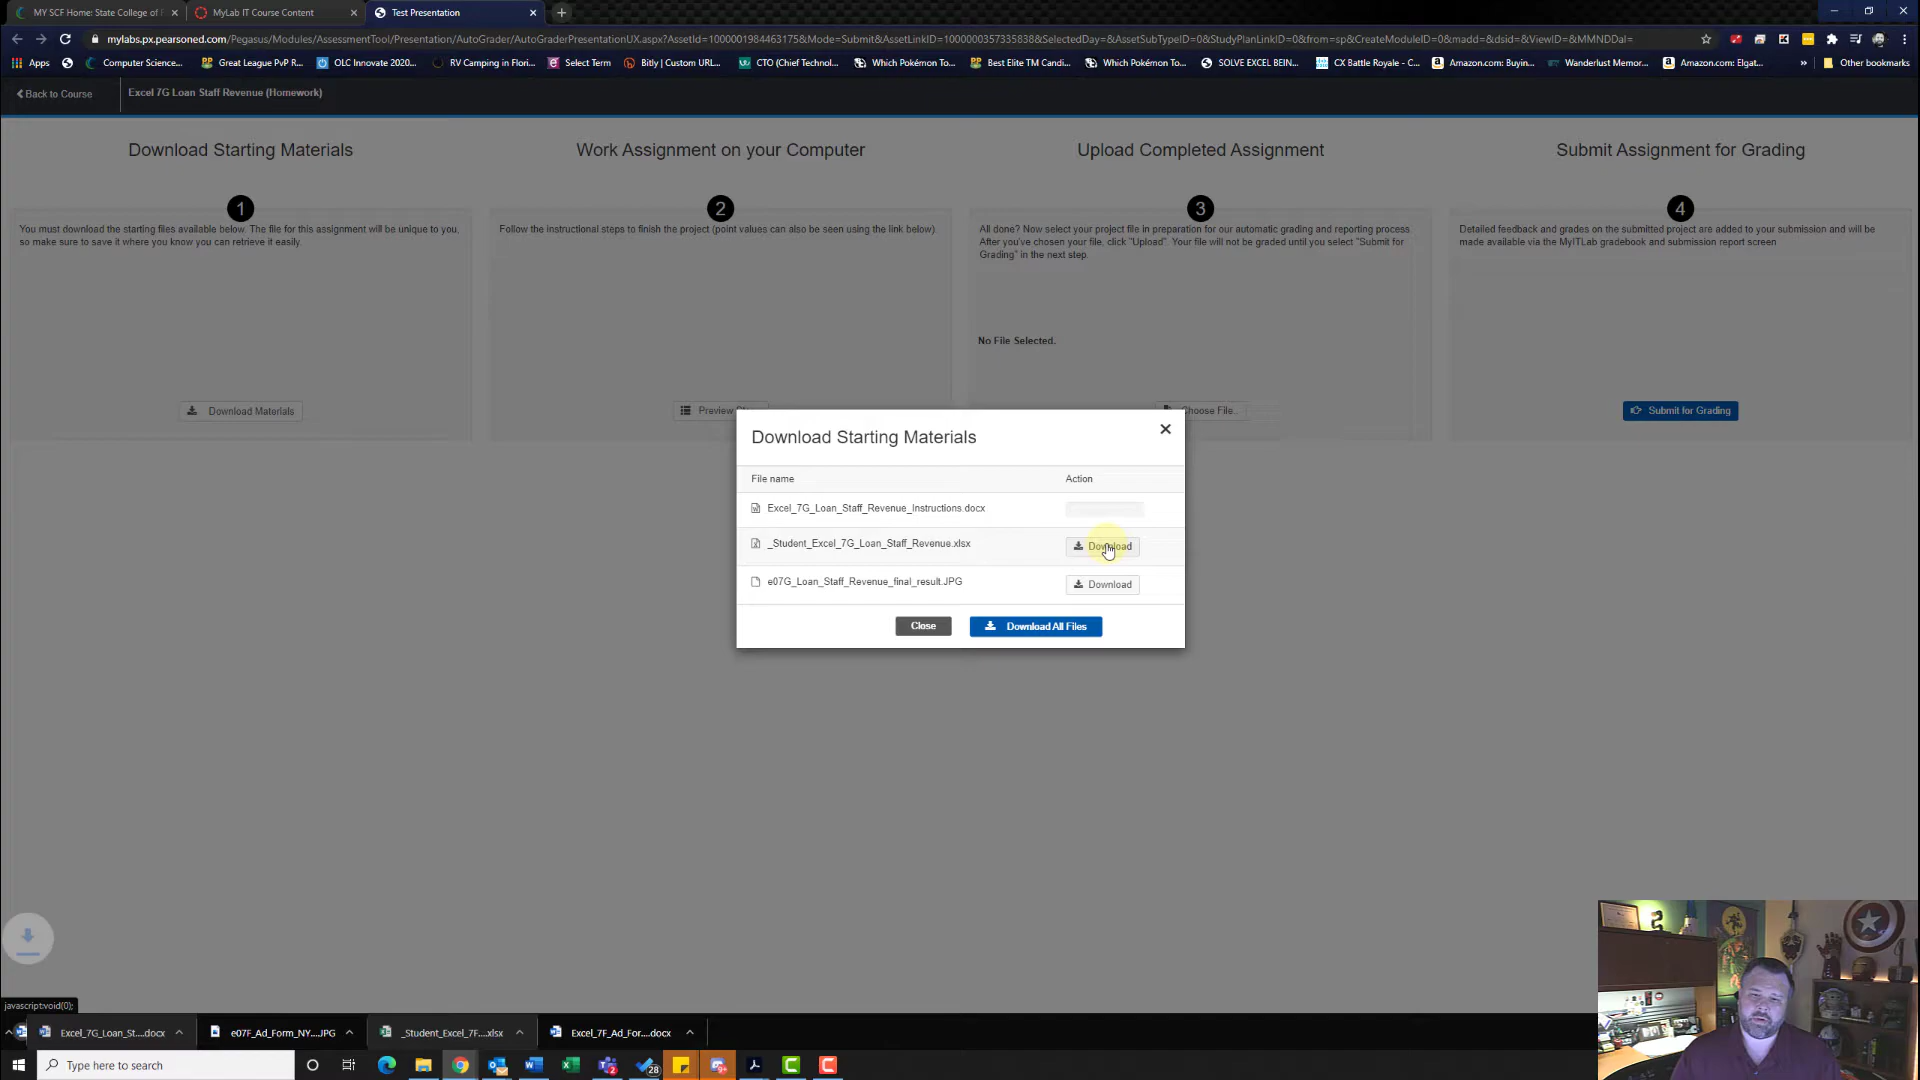 MY SCF Home: State College of F
MyLab IT Course Content
Test Presentation
mylabs.px.pearsoned.com/Pegasus/Modules/AssessmentTool/Presentation/AutoGrader/AutoGraderPresentationUX.aspx?AssetId=1000001984463175&Mode=Submit&AssetLinkID=1000000357335838&SelectedDay=&AssetSubTypeID=0&StudyPlanLinkID=0&from=sp&CreateModuleID=0&madd=&dsid=&ViewID=&MMNDDal=
Apps
Computer Science...
Great League PvP R...
OLC Innovate 2020...
RV Camping in Flori...
Select Term
Bitly | Custom URL...
CTO (Chief Technol...
Which Pokémon To...
Best Elite TM Candi...
Which Pokémon To...
SOLVE EXCEL BEIN...
CX Battle Royale - C...
Amazon.com: Buyin...
Wanderlust Memor...
Amazon.com: Elgat...
»
Other bookmarks
Back to Course
Excel 7G Loan Staff Revenue (Homework)
Download Starting Materials
Work Assignment on your Computer
Upload Completed Assignment
Submit Assignment for Grading
1
2
3
4
You must download the starting files available below. The file for this assignment will be unique to you,
so make sure to save it where you know you can retrieve it easily.
Follow the instructional steps to finish the project (point values can also be seen using the link below).
All done? Now select your project file in preparation for our automatic grading and reporting process.
After you've chosen your file, click "Upload". Your file will not be graded until you select "Submit for
Grading" in the next step.
Detailed feedback and grades on the submitted project are added to your submission and will be
made available via the MyITLab gradebook and submission report screen
No File Selected.
Download Materials
Preview
Choose File..
Submit for Grading
Download Starting Materials
File name
Action
Excel_7G_Loan_Staff_Revenue_Instructions.docx
_Student_Excel_7G_Loan_Staff_Revenue.xlsx
Download
e07G_Loan_Staff_Revenue_final_result.JPG
Download
Close
Download All Files
javascript:void(0);
Excel_7G_Loan_St....docx
e07F_Ad_Form_NY....JPG
_Student_Excel_7F....xlsx
Excel_7F_Ad_For....docx
Type here to search
2
28
9+